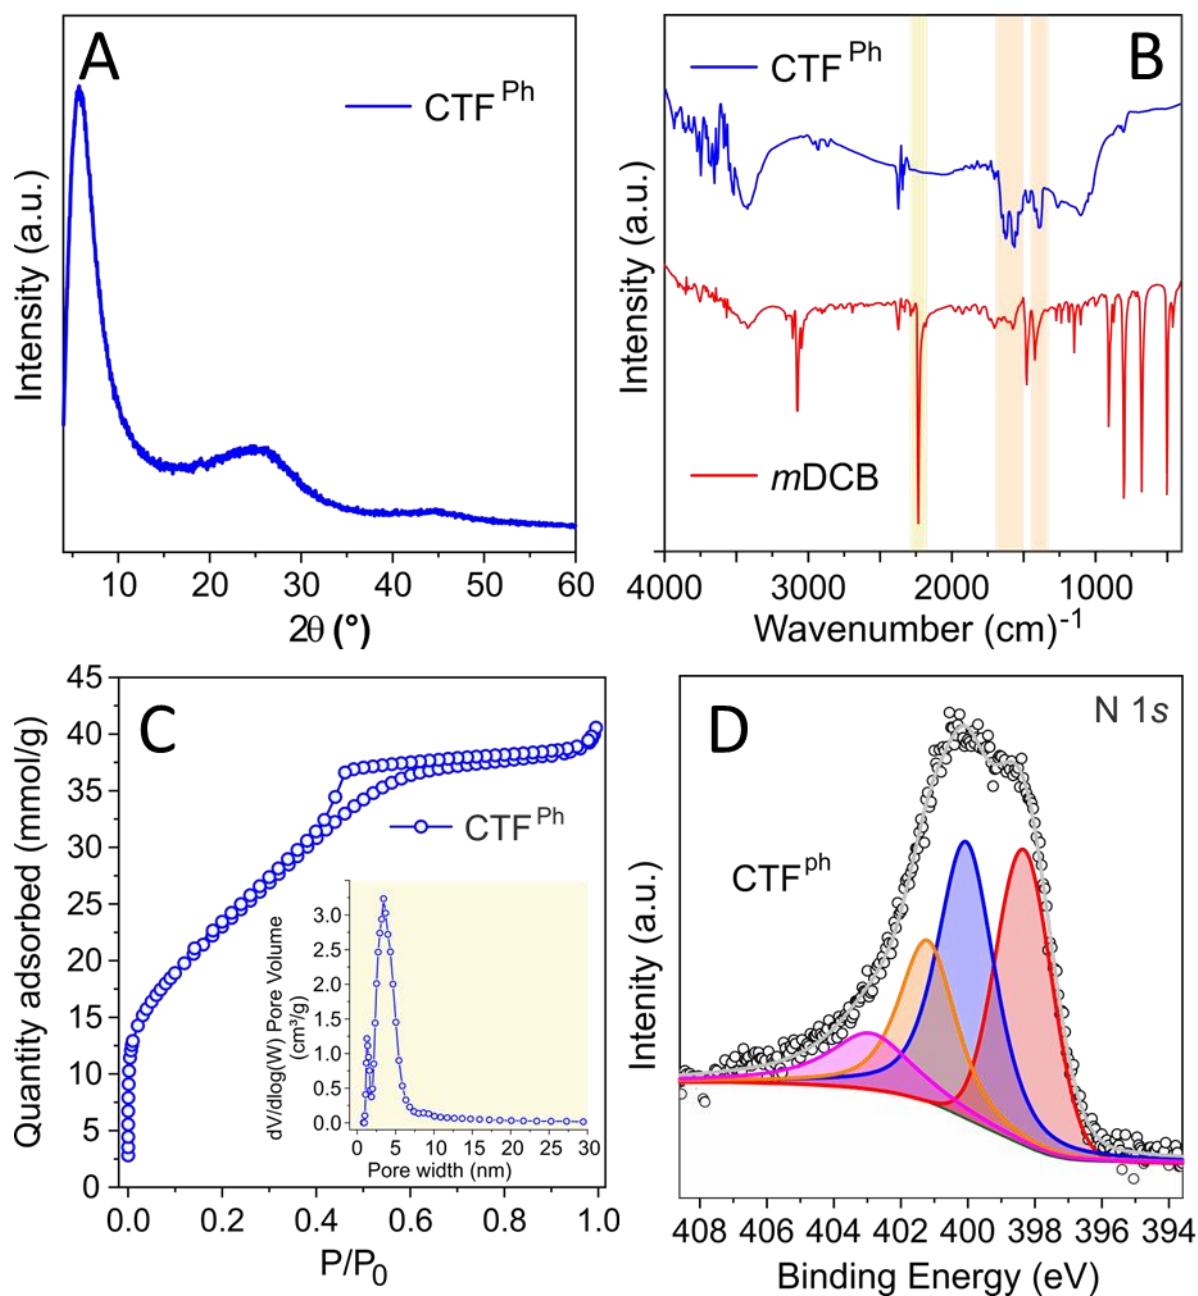 A
CTF Ph
Intensity (a.u.)
10 20 30 40 50 60
2θ (°)
B
CTF Ph
mDCB
Intensity (a.u.)
4000 3000 2000 1000
Wavenumber (cm)-1
C
45
40
35
30
25
20
15
10
5
0
Quantity adsorbed (mmol/g)
CTF Ph
3.0
2.5
2.0
1.5
1.0
0.5
0.0
dV/dlog(W) Pore Volume
(cm³/g)
0 5 10 15 20 25 30
Pore width (nm)
0.0 0.2 0.4 0.6 0.8 1.0
P/P0
D
N 1s
CTFph
Intenity (a.u.)
408 406 404 402 400 398 396 394
Binding Energy (eV)